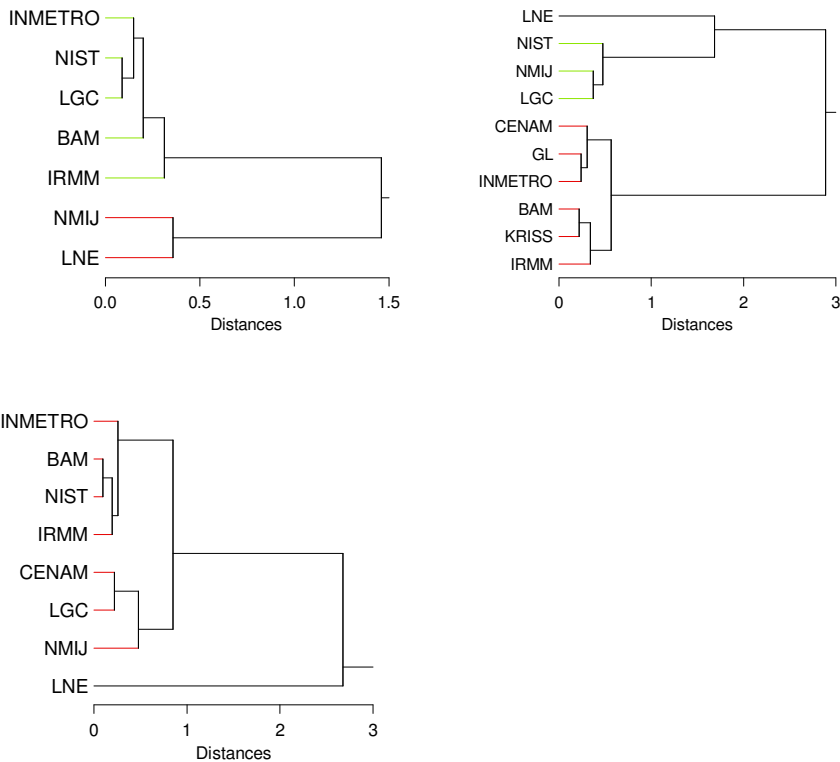 INMETRO
NIST
LGC
BAM
IRMM
NMIJ
LNE
0.0 0.5 1.0 1.5
Distances
LNE
NIST
NMIJ
LGC
CENAM
GL
INMETRO
BAM
KRISS
IRMM
0 1 2 3
Distances
INMETRO
BAM
NIST
IRMM
CENAM
LGC
NMIJ
LNE
0 1 2 3
Distances